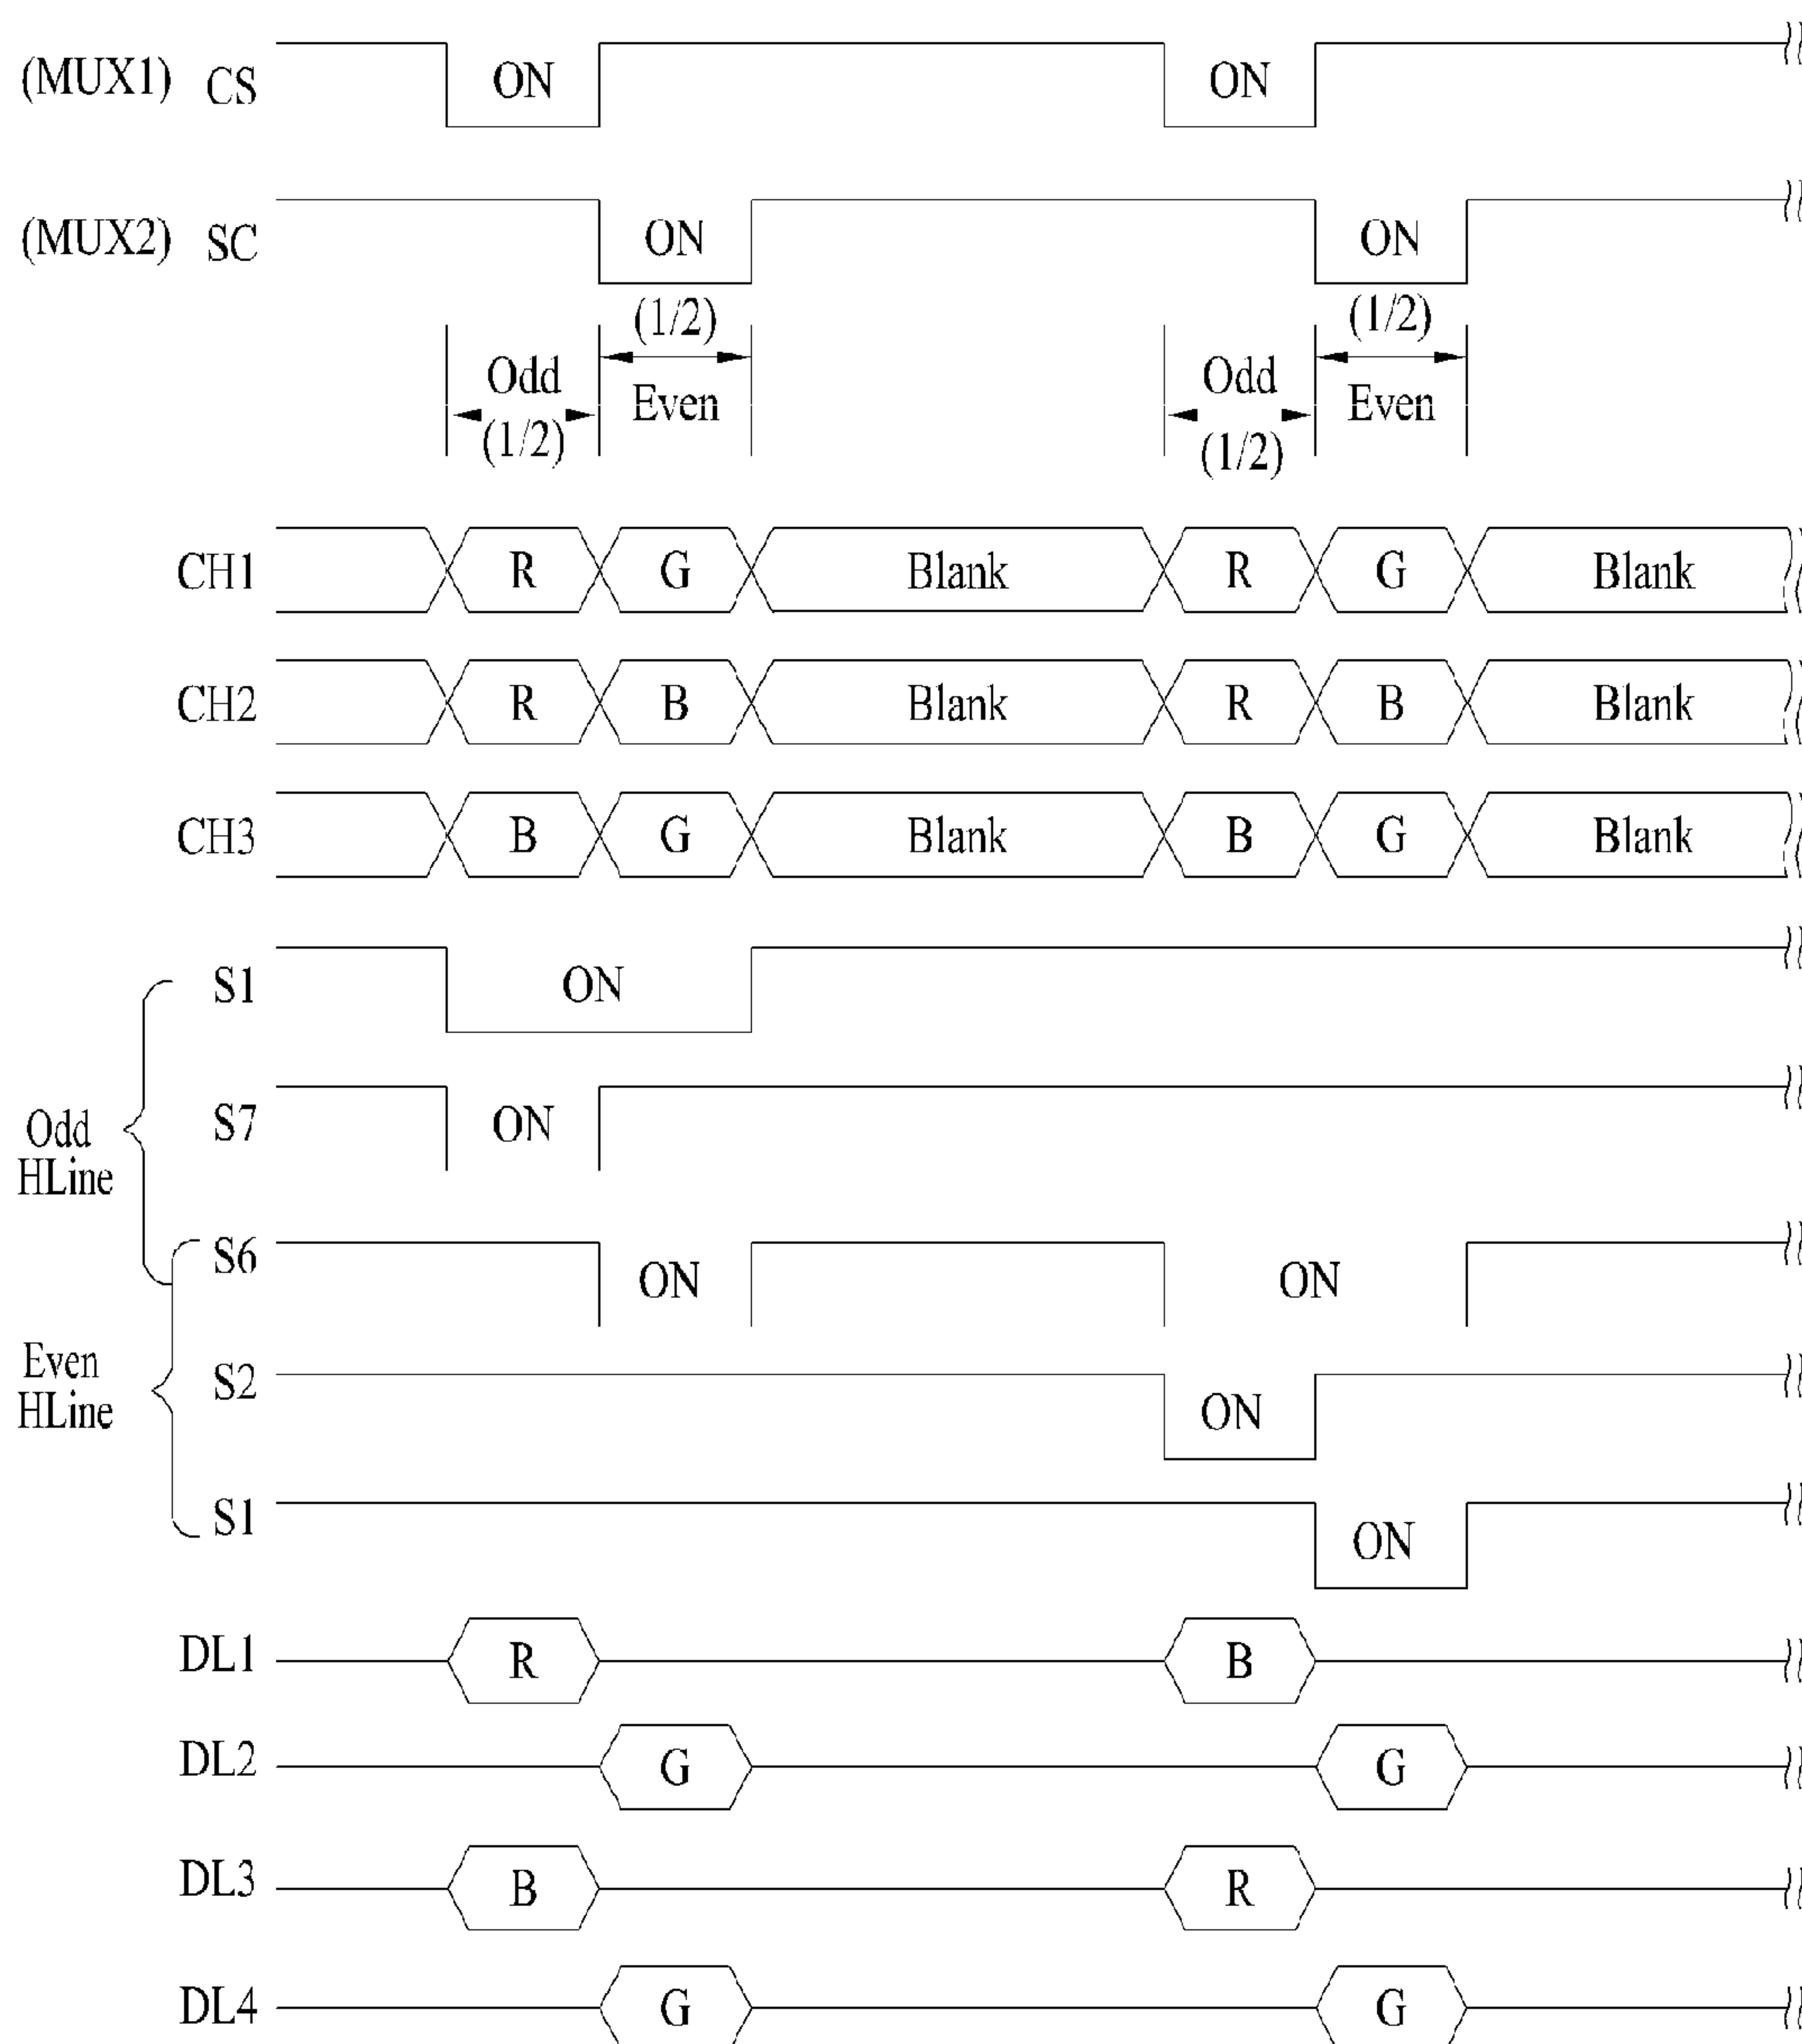 (MUX1) CS ON ON
(MUX2) SC ON ON
(1/2) (1/2)
Odd Even Odd Even
(1/2) (1/2)
CH1 R G Blank R G Blank
CH2 R B Blank R B Blank
CH3 B G Blank B G Blank
S1 ON
Odd
HLine
S7 ON
S6 ON ON
Even
HLine
S2 ON
S1 ON
DL1 R B
DL2 G G
DL3 B R
DL4 G G